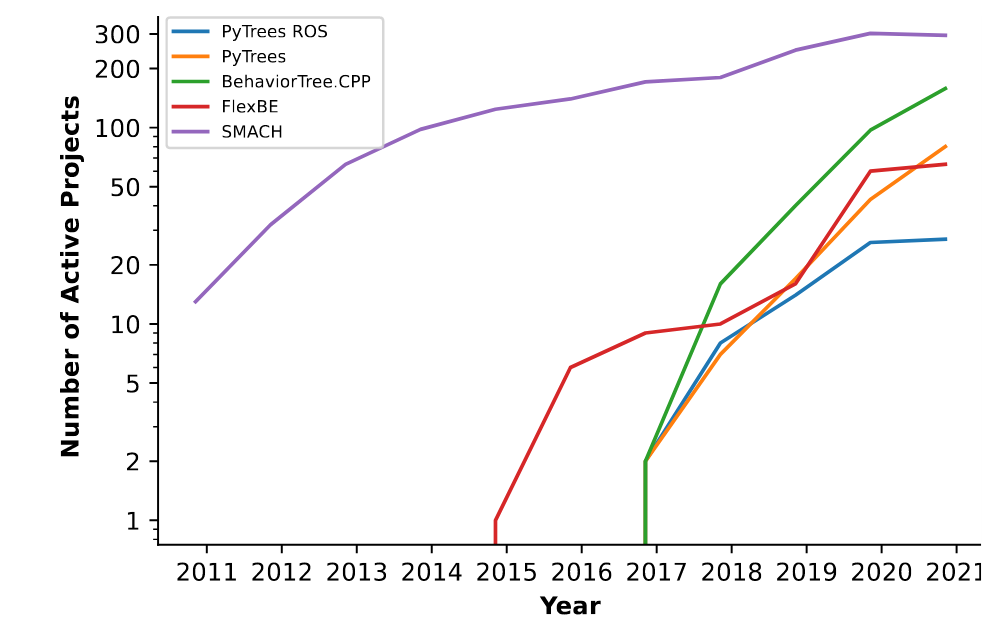 PyTrees ROS
PyTrees
BehaviorTree.CPP
FlexBE
SMACH
Number of Active Projects
300
200
100
50
20
10
5
2
1
2011 2012 2013 2014 2015 2016 2017 2018 2019 2020 2021
Year